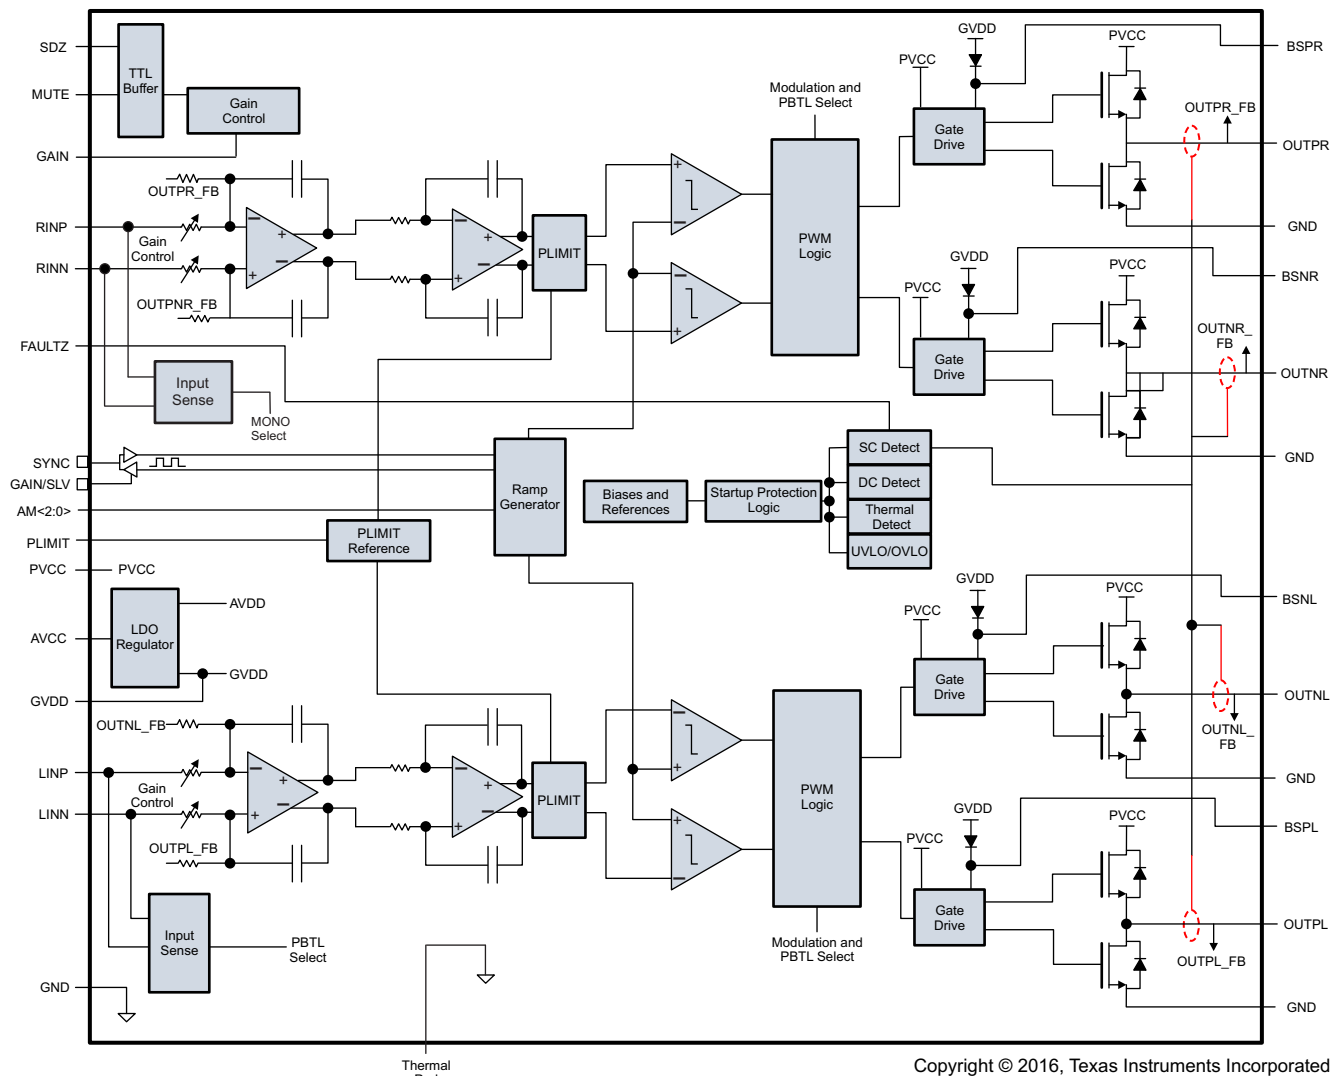 SDZ
MUTE
GAIN
TTL
Buffer
Gain
Control
OUTPR_FB
RINP
Gain
Control
RINN
OUTPNR_FB
FAULTZ
Input
Sense
MONO
Select
PLIMIT
Modulation and
PBTL Select
PWM
Logic
PVCC
GVDD
Gate
Drive
PVCC
BSPR
OUTPR_FB
OUTPR
GND
PVCC
GVDD
Gate
Drive
PVCC
BSNR
OUTNR_
FB
OUTNR
GND
SYNC
GAIN/SLV
AM<2:0>
PLIMIT
PVCC
PVCC
PLIMIT
Reference
Ramp
Generator
Biases and
References
Startup Protection
Logic
SC Detect
DC Detect
Thermal
Detect
UVLO/OVLO
LDO
Regulator
AVDD
AVCC
GVDD
GVDD
OUTNL_FB
LINP
Gain
Control
LINN
OUTPL_FB
Input
Sense
PBTL
Select
GND
PLIMIT
PWM
Logic
Modulation and
PBTL Select
PVCC
GVDD
Gate
Drive
PVCC
BSNL
OUTNL
OUTNL_
FB
GND
PVCC
GVDD
Gate
Drive
PVCC
BSPL
OUTPL
OUTPL_FB
GND
Thermal
Copyright © 2016, Texas Instruments Incorporated